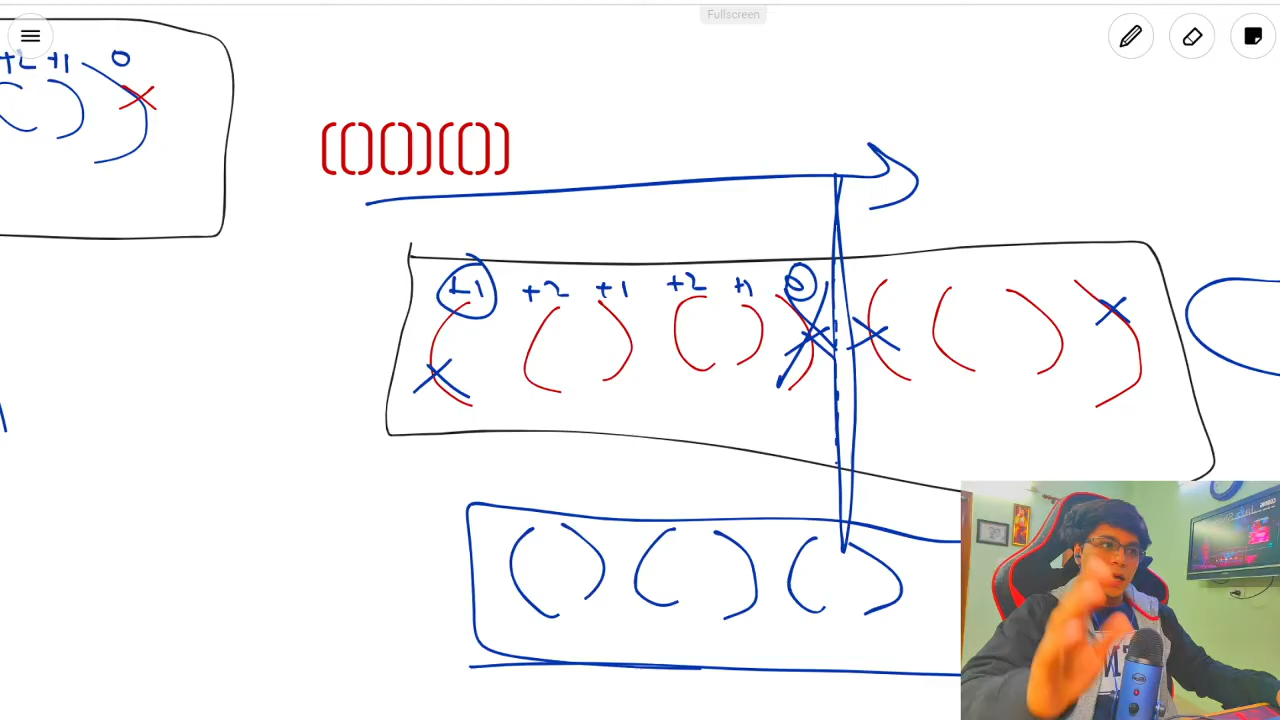 Fullscreen
+2 +1 0
( )
)
(()())(())
+1 +2 +1 +2 +1 0
( ( ) ( ) ) ( ( ) )
( ) ( ) ( )